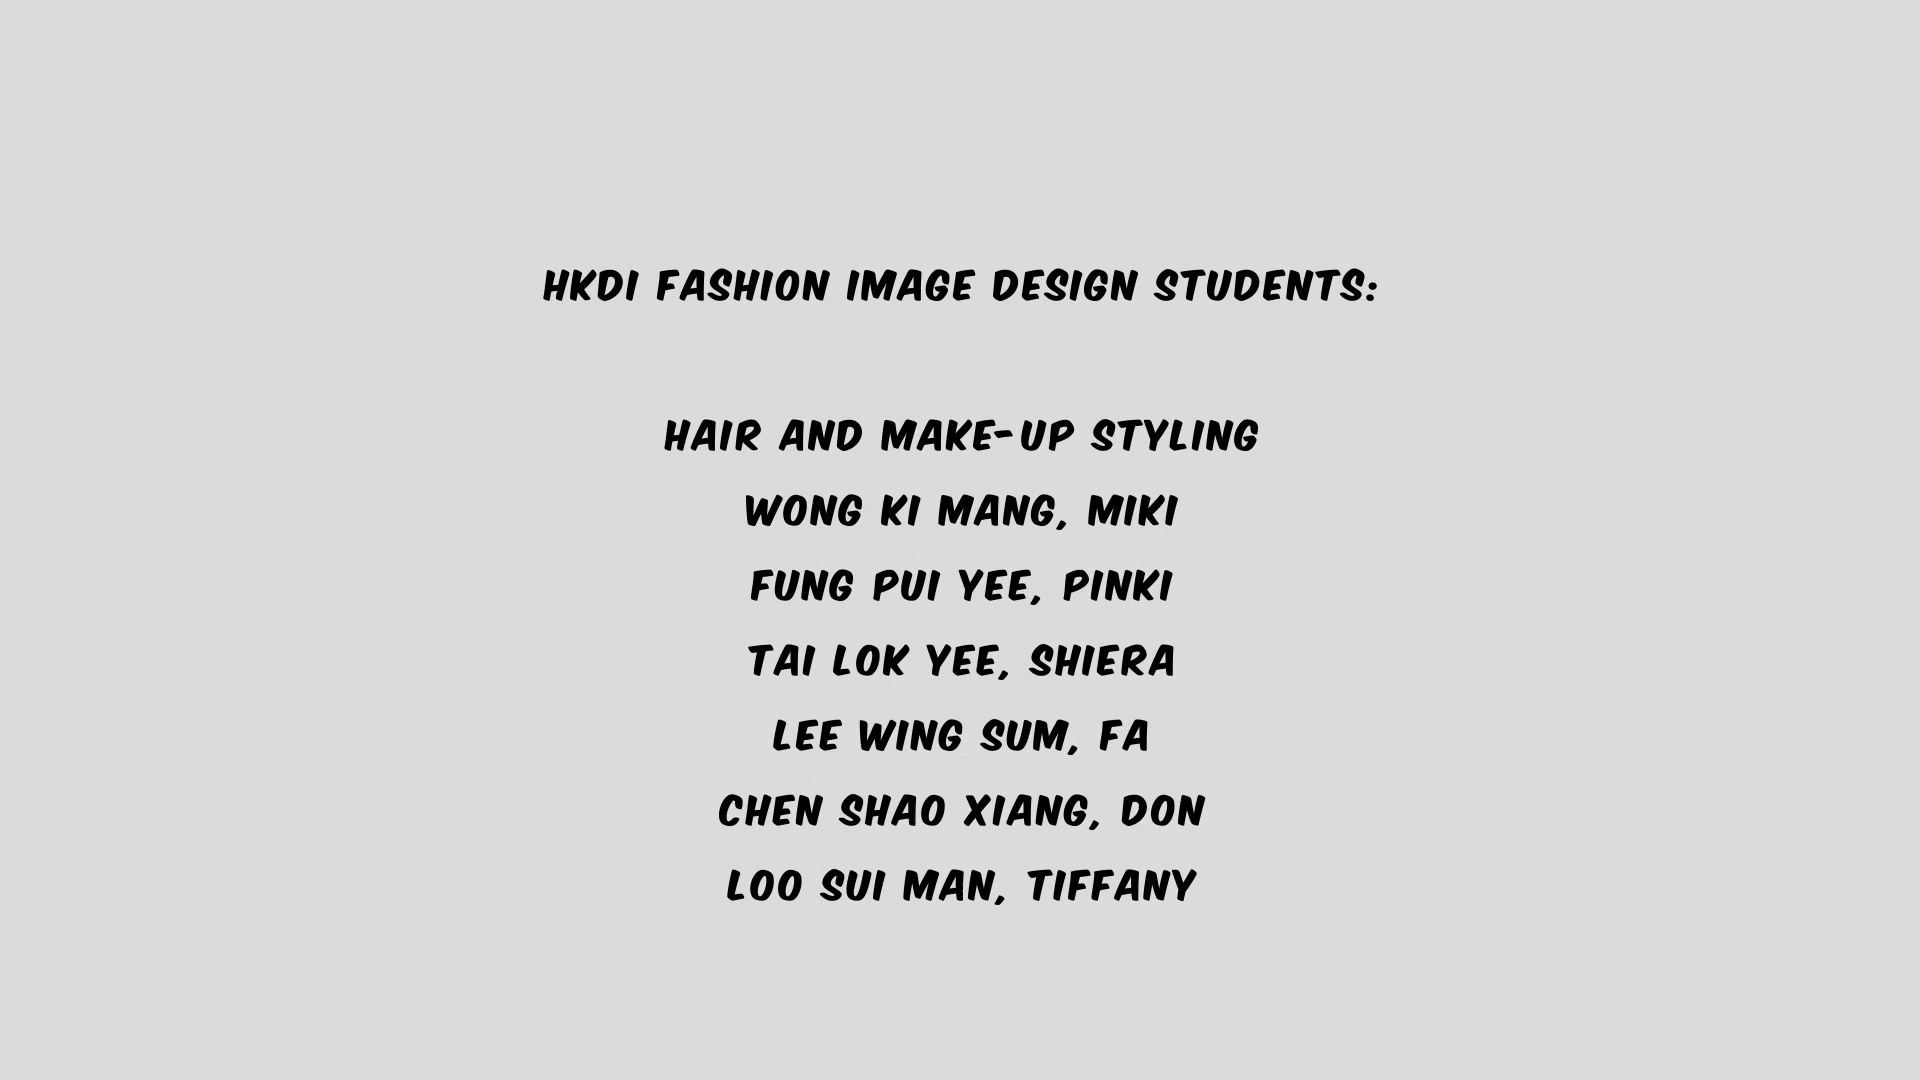 HKDI FASHION IMAGE DESIGN STUDENTS:
HAIR AND MAKE-UP STYLING
WONG KI MANG, MIKI
FUNG PUI YEE, PINKI
TAI LOK YEE, SHIERA
LEE WING SUM, FA
CHEN SHAO XIANG, DON
LOO SUI MAN, TIFFANY